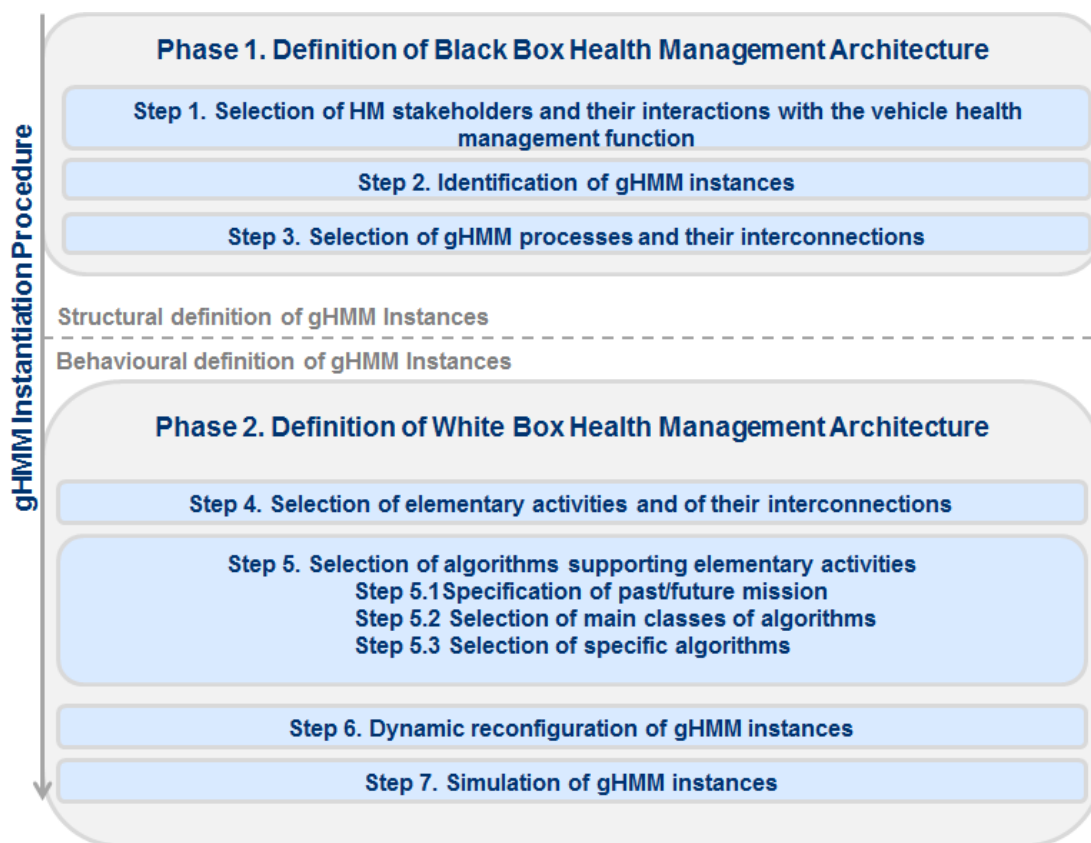 gHMM Instantiation Procedure
Phase 1. Definition of Black Box Health Management Architecture
Step 1. Selection of HM stakeholders and their interactions with the vehicle health
management function
Step 2. Identification of gHMM instances
Step 3. Selection of gHMM processes and their interconnections
Structural definition of gHMM Instances
Behavioural definition of gHMM Instances
Phase 2. Definition of White Box Health Management Architecture
Step 4. Selection of elementary activities and of their interconnections
Step 5. Selection of algorithms supporting elementary activities
Step 5.1 Specification of past/future mission
Step 5.2 Selection of main classes of algorithms
Step 5.3 Selection of specific algorithms
Step 6. Dynamic reconfiguration of gHMM instances
Step 7. Simulation of gHMM instances